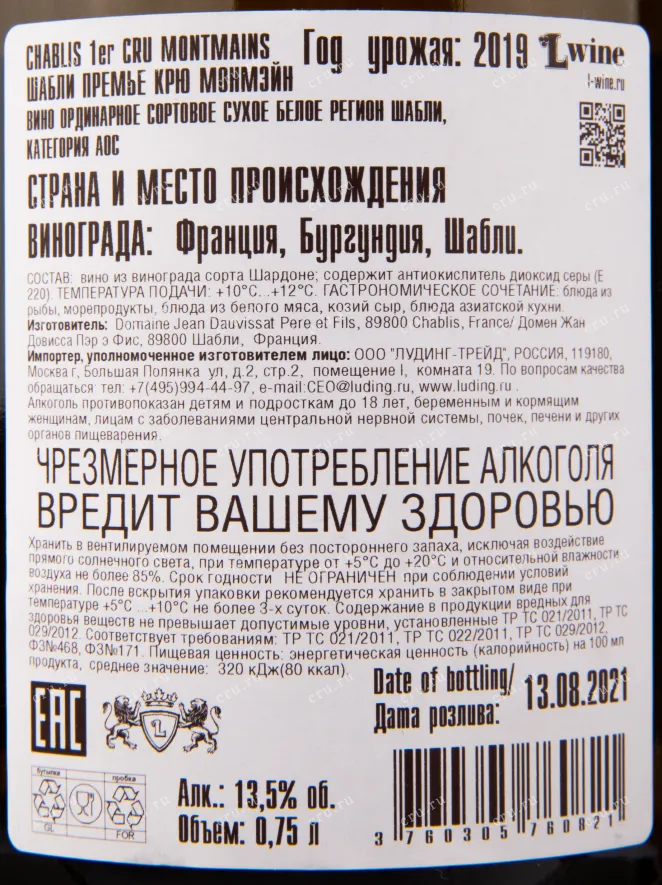 CHABLIS 1er CRU MONTMAINS Год урожая: 2019 Lwine
ШАБЛИ ПРЕМЬЕ КРЮ МОНМЭЙН l-wine.ru
ВИНО ОРДИНАРНОЕ СОРТОВОЕ СУХОЕ БЕЛОЕ РЕГИОН ШАБЛИ,
КАТЕГОРИЯ АОС
СТРАНА И МЕСТО ПРОИСХОЖДЕНИЯ
ВИНОГРАДА: Франция, Бургундия, Шабли.
СОСТАВ: вино из винограда сорта Шардоне; содержит антиокислитель диоксид серы (Е
220). ТЕМПЕРАТУРА ПОДАЧИ: +10°С...+12°С. ГАСТРОНОМИЧЕСКОЕ СОЧЕТАНИЕ: блюда из
рыбы, морепродукты, блюда из белого мяса, козий сыр, блюда азиатской кухни.
Изготовитель: Domaine Jean Dauvissat Pere et Fils, 89800 Chablis, France/ Домен Жан
Довисса Пэр э Фис, 89800 Шабли, Франция.
Импортер, уполномоченное изготовителем лицо: ООО "ЛУДИНГ-ТРЕЙД", РОССИЯ, 119180,
Москва г, Большая Полянка ул, д.2, стр.2, помещение I, комната 19. По вопросам качества
обращаться: тел: +7(495)994-44-97, e-mail:CEO@luding.ru, www.luding.ru .
Алкоголь противопоказан детям и подросткам до 18 лет, беременным и кормящим
женщинам, лицам с заболеваниями центральной нервной системы, почек, печени и других
органов пищеварения.
ЧРЕЗМЕРНОЕ УПОТРЕБЛЕНИЕ АЛКОГОЛЯ
ВРЕДИТ ВАШЕМУ ЗДОРОВЬЮ
Хранить в вентилируемом помещении без постороннего запаха, исключая воздействие
прямого солнечного света, при температуре от +5°С до +20°С и относительной влажности
воздуха не более 85%. Срок годности НЕ ОГРАНИЧЕН при соблюдении условий
хранения. После вскрытия упаковки рекомендуется хранить в закрытом виде при
температуре +5°С ...+10°С не более 3-х суток. Содержание в продукции вредных для
здоровья веществ не превышает допустимые уровни, установленные ТР ТС 021/2011, ТР ТС
029/2012. Соответствует требованиям: ТР ТС 021/2011, ТР ТС 022/2011, ТР ТС 029/2012,
ФЗ№468, ФЗ№171. Пищевая ценность: энергетическая ценность (калорийность) на 100 мл
продукта, среднее значение: 320 кДж(80 ккал).
Date of bottling/
Дата розлива: 13.08.2021
EAC
L
бутылка пробка
GL FOR
Алк.: 13,5% об.
Объем: 0,75 л
3 760305 760821